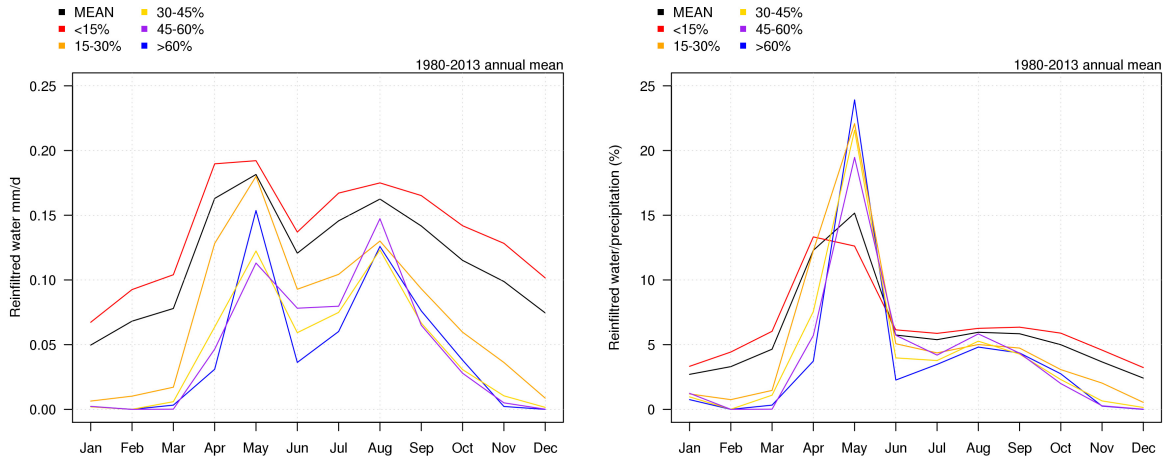 MEAN
<15%
15-30%
30-45%
45-60%
>60%
1980-2013 annual mean
Reinfiltred water mm/d
0.25
0.20
0.15
0.10
0.05
0.00
Jan Feb Mar Apr May Jun Jul Aug Sep Oct Nov Dec
MEAN
<15%
15-30%
30-45%
45-60%
>60%
1980-2013 annual mean
Reinfiltred water/precipitation (%)
25
20
15
10
5
0
Jan Feb Mar Apr May Jun Jul Aug Sep Oct Nov Dec